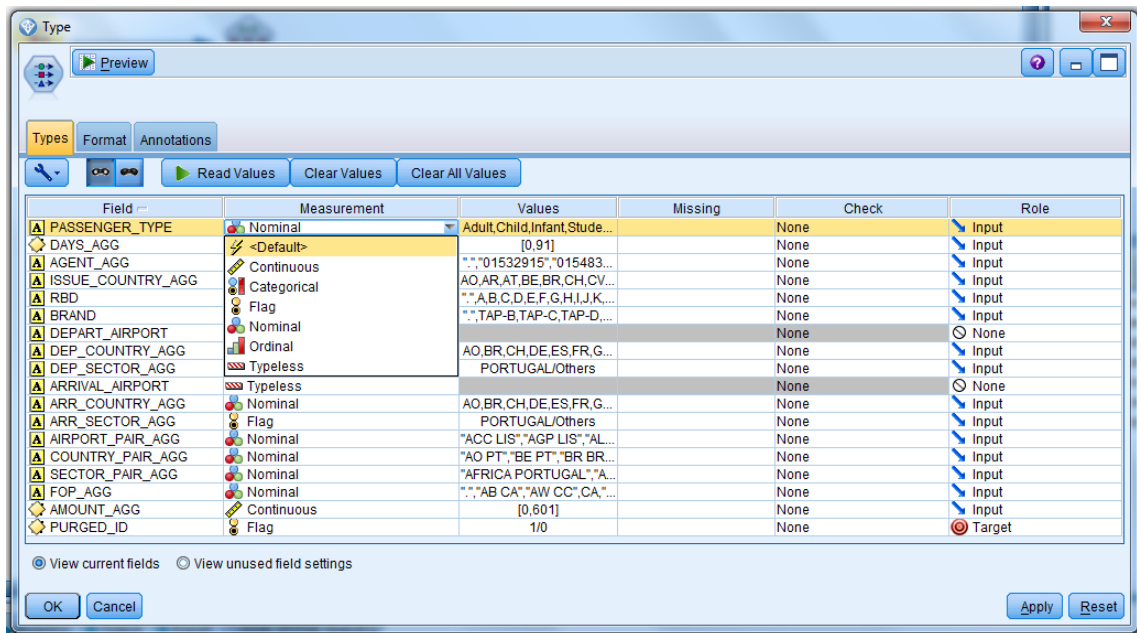 Type
Preview
Types Format Annotations
Read Values Clear Values Clear All Values
Field Measurement Values Missing Check Role
A PASSENGER_TYPE Nominal Adult,Child,Infant,Stude... None Input
DAYS_AGG <Default> [0,91] None Input
A AGENT_AGG Continuous ".","01532915","015483... None Input
A ISSUE_COUNTRY_AGG Categorical AO,AR,AT,BE,BR,CH,CV... None Input
A RBD Flag ".",A,B,C,D,E,F,G,H,I,J,K,... None Input
A BRAND Nominal ".",TAP-B,TAP-C,TAP-D,... None Input
A DEPART_AIRPORT Ordinal None None
A DEP_COUNTRY_AGG Typeless AO,BR,CH,DE,ES,FR,G... None Input
A DEP_SECTOR_AGG PORTUGAL/Others None Input
A ARRIVAL_AIRPORT Typeless None None
A ARR_COUNTRY_AGG Nominal AO,BR,CH,DE,ES,FR,G... None Input
A ARR_SECTOR_AGG Flag PORTUGAL/Others None Input
A AIRPORT_PAIR_AGG Nominal "ACC LIS","AGP LIS","AL... None Input
A COUNTRY_PAIR_AGG Nominal "AO PT","BE PT","BR BR... None Input
A SECTOR_PAIR_AGG Nominal "AFRICA PORTUGAL","A... None Input
A FOP_AGG Nominal ".","AB CA","AW CC",CA,"... None Input
AMOUNT_AGG Continuous [0,601] None Input
PURGED_ID Flag 1/0 None Target
View current fields View unused field settings
OK Cancel Apply Reset